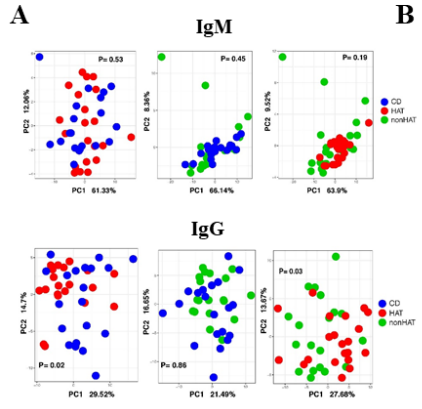 A
B
IgM
P= 0.53
P= 0.45
P= 0.19
PC2 12.06%
PC2 8.36%
PC2 9.52%
PC1 61.33%
PC1 66.14%
PC1 63.9%
CD
HAT
nonHAT
IgG
P= 0.02
P= 0.86
P= 0.03
PC2 14.7%
PC2 16.65%
PC2 13.67%
PC1 29.52%
PC1 21.49%
PC1 27.68%
CD
HAT
nonHAT